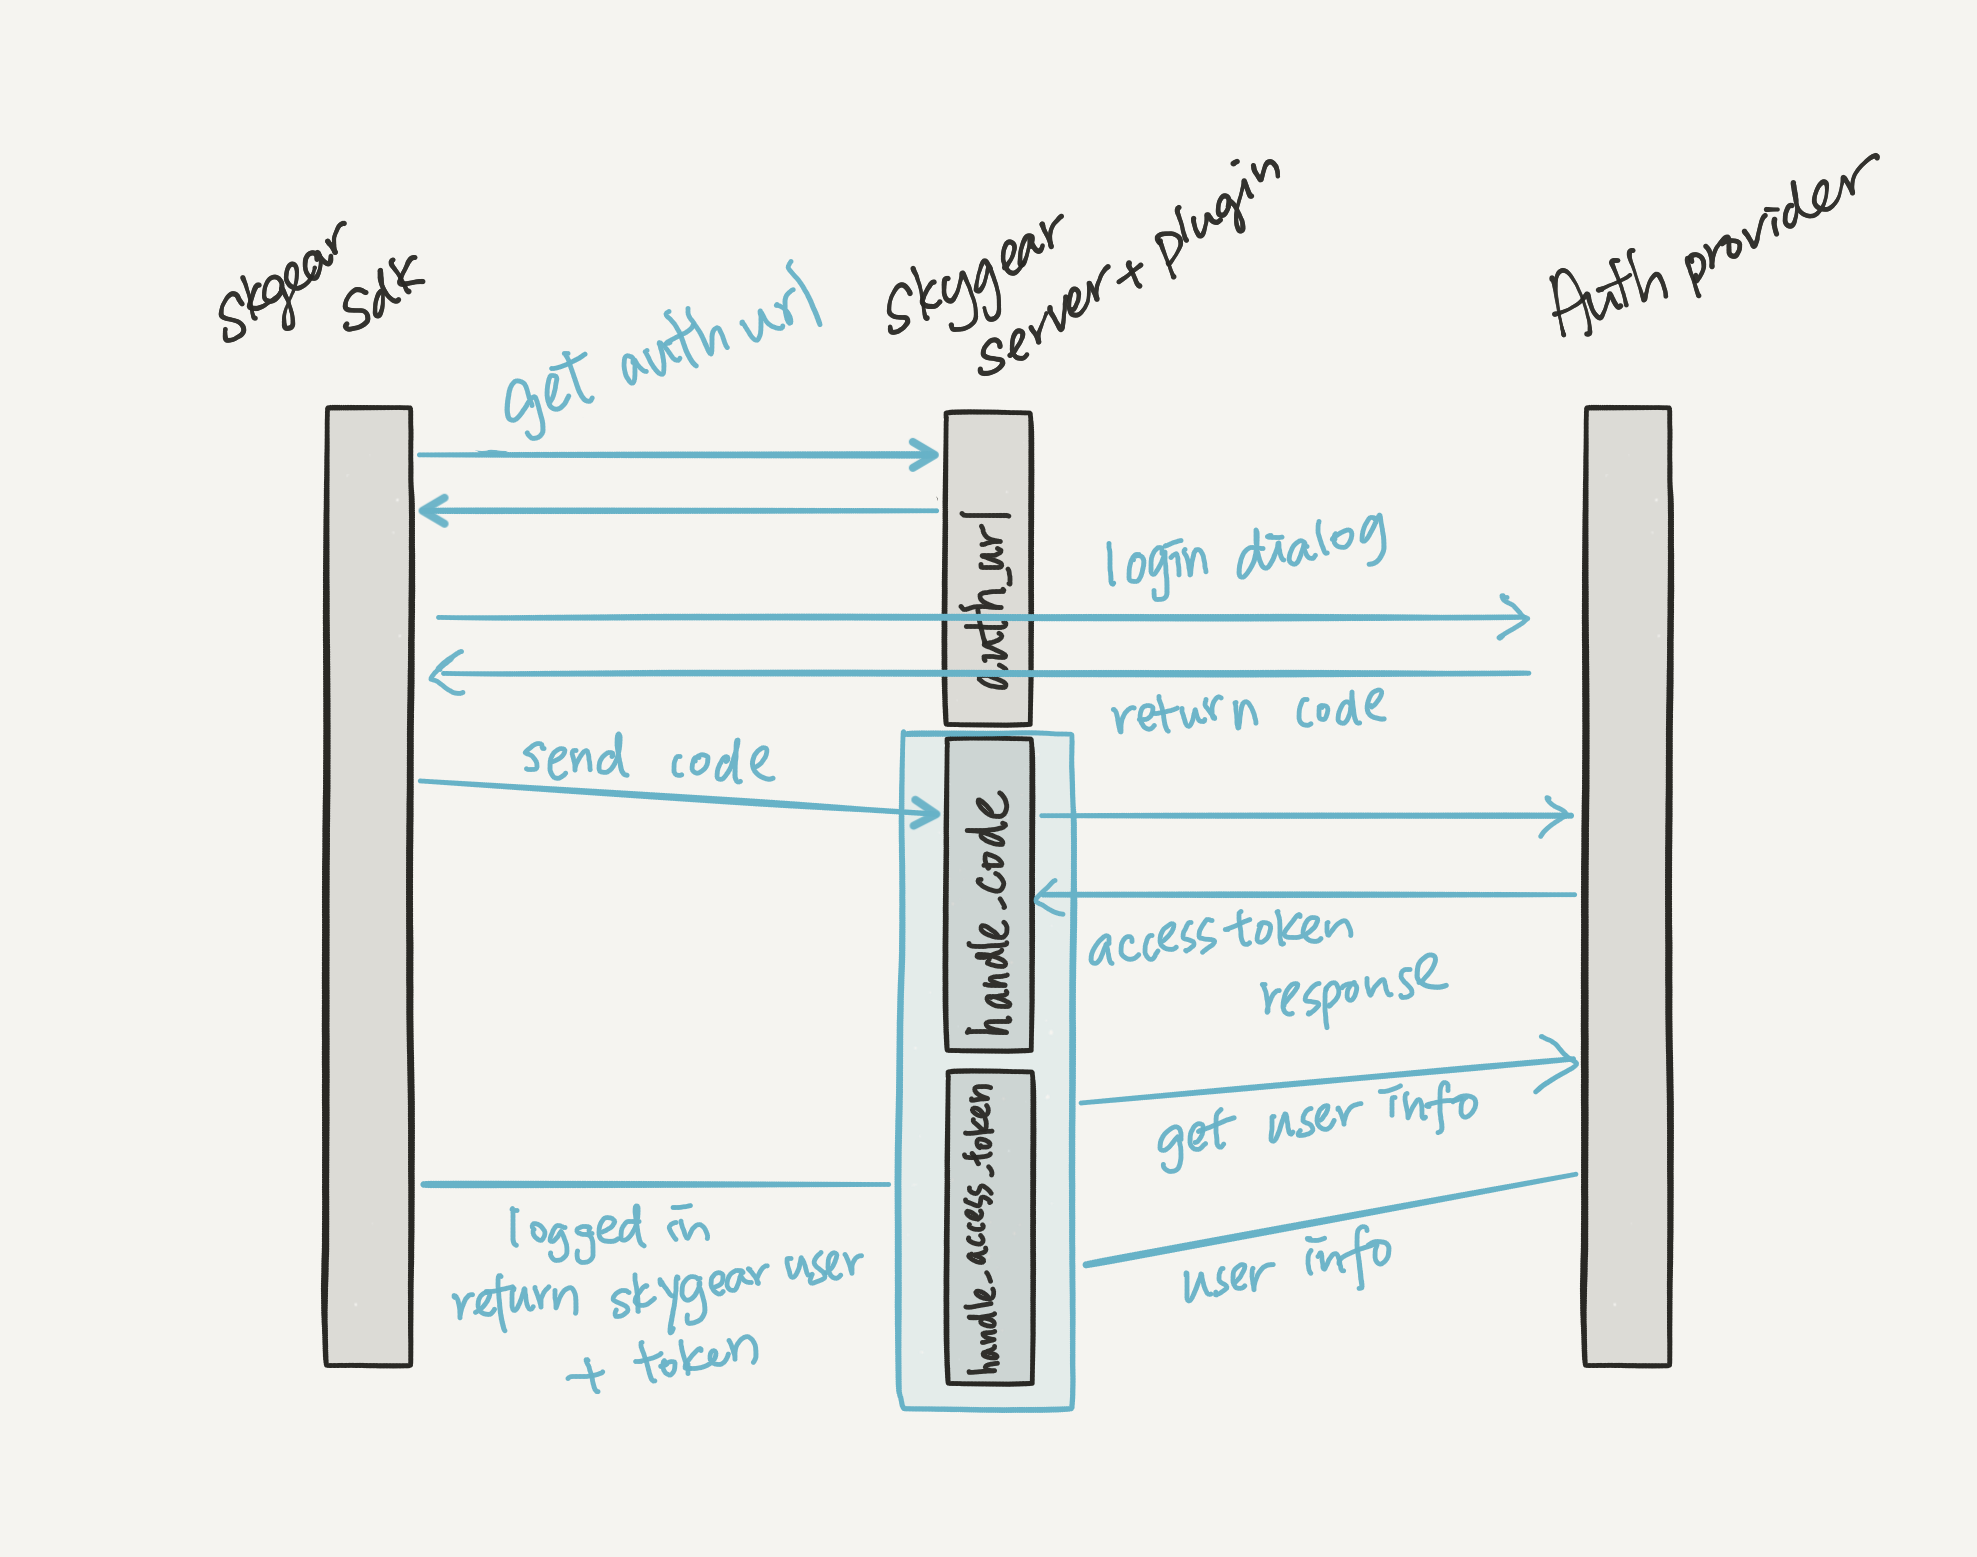 skgear
sdk
skygear
server + plugin
Auth provider
get auth url
auth_url
login dialog
return code
send code
handle_code
access token
response
get user info
handle_access_token
logged in
return skygear user
+ token
user info